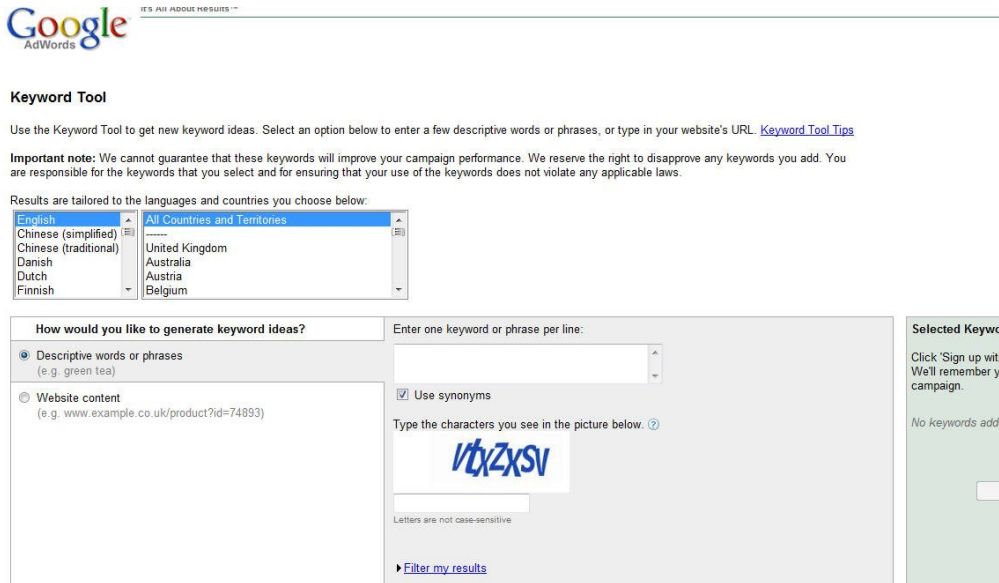 It's All About Results™
Google
AdWords
Keyword Tool
Use the Keyword Tool to get new keyword ideas. Select an option below to enter a few descriptive words or phrases, or type in your website's URL. Keyword Tool Tips
Important note: We cannot guarantee that these keywords will improve your campaign performance. We reserve the right to disapprove any keywords you add. You
are responsible for the keywords that you select and for ensuring that your use of the keywords does not violate any applicable laws.
Results are tailored to the languages and countries you choose below:
English
Chinese (simplified)
Chinese (traditional)
Danish
Dutch
Finnish
All Countries and Territories
------
United Kingdom
Australia
Austria
Belgium
How would you like to generate keyword ideas?
Descriptive words or phrases
(e.g. green tea)
Website content
(e.g. www.example.co.uk/product?id=74893)
Enter one keyword or phrase per line:
Use synonyms
Type the characters you see in the picture below. ?
Letters are not case-sensitive
Filter my results
Selected Keywo
Click 'Sign up wit
We'll remember y
campaign.
No keywords add